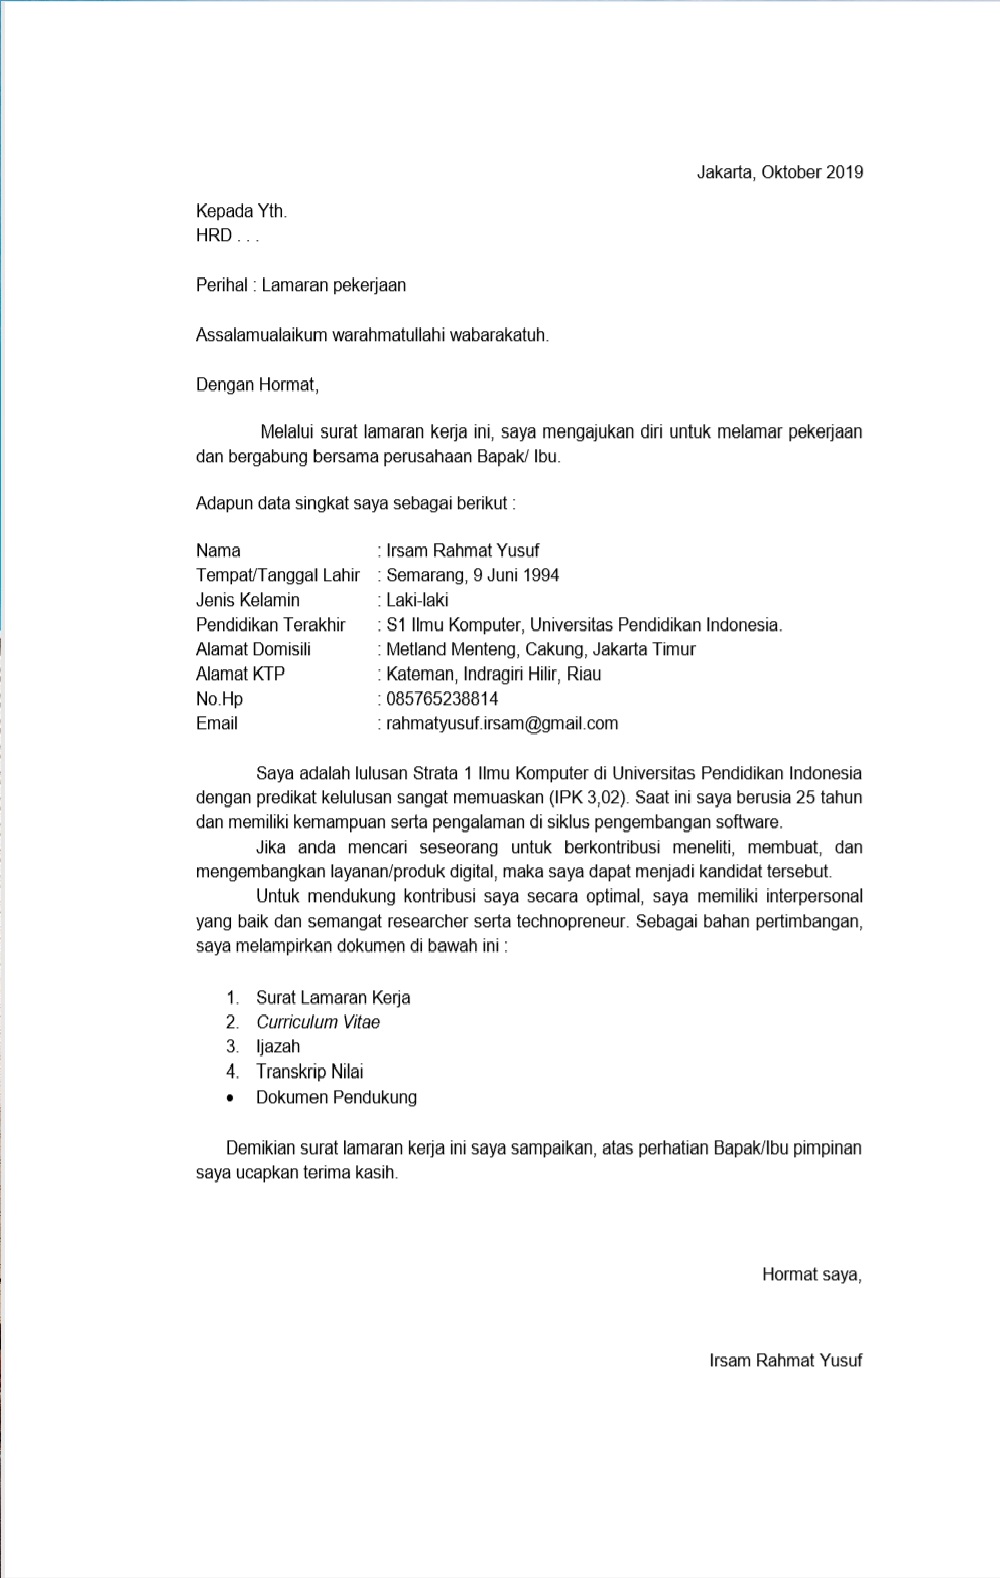 Jakarta, Oktober 2019
Kepada Yth.
HRD . . .
Perihal : Lamaran pekerjaan
Assalamualaikum warahmatullahi wabarakatuh.
Dengan Hormat,
Melalui surat lamaran kerja ini, saya mengajukan diri untuk melamar pekerjaan
dan bergabung bersama perusahaan Bapak/ Ibu.
Adapun data singkat saya sebagai berikut :
Nama : Irsam Rahmat Yusuf
Tempat/Tanggal Lahir : Semarang, 9 Juni 1994
Jenis Kelamin : Laki-laki
Pendidikan Terakhir : S1 Ilmu Komputer, Universitas Pendidikan Indonesia.
Alamat Domisili : Metland Menteng, Cakung, Jakarta Timur
Alamat KTP : Kateman, Indragiri Hilir, Riau
No.Hp : 085765238814
Email : rahmatyusuf.irsam@gmail.com
Saya adalah lulusan Strata 1 Ilmu Komputer di Universitas Pendidikan Indonesia
dengan predikat kelulusan sangat memuaskan (IPK 3,02). Saat ini saya berusia 25 tahun
dan memiliki kemampuan serta pengalaman di siklus pengembangan software.
Jika anda mencari seseorang untuk berkontribusi meneliti, membuat, dan
mengembangkan layanan/produk digital, maka saya dapat menjadi kandidat tersebut.
Untuk mendukung kontribusi saya secara optimal, saya memiliki interpersonal
yang baik dan semangat researcher serta technopreneur. Sebagai bahan pertimbangan,
saya melampirkan dokumen di bawah ini :
1. Surat Lamaran Kerja
2. Curriculum Vitae
3. Ijazah
4. Transkrip Nilai
• Dokumen Pendukung
Demikian surat lamaran kerja ini saya sampaikan, atas perhatian Bapak/Ibu pimpinan
saya ucapkan terima kasih.
Hormat saya,
Irsam Rahmat Yusuf